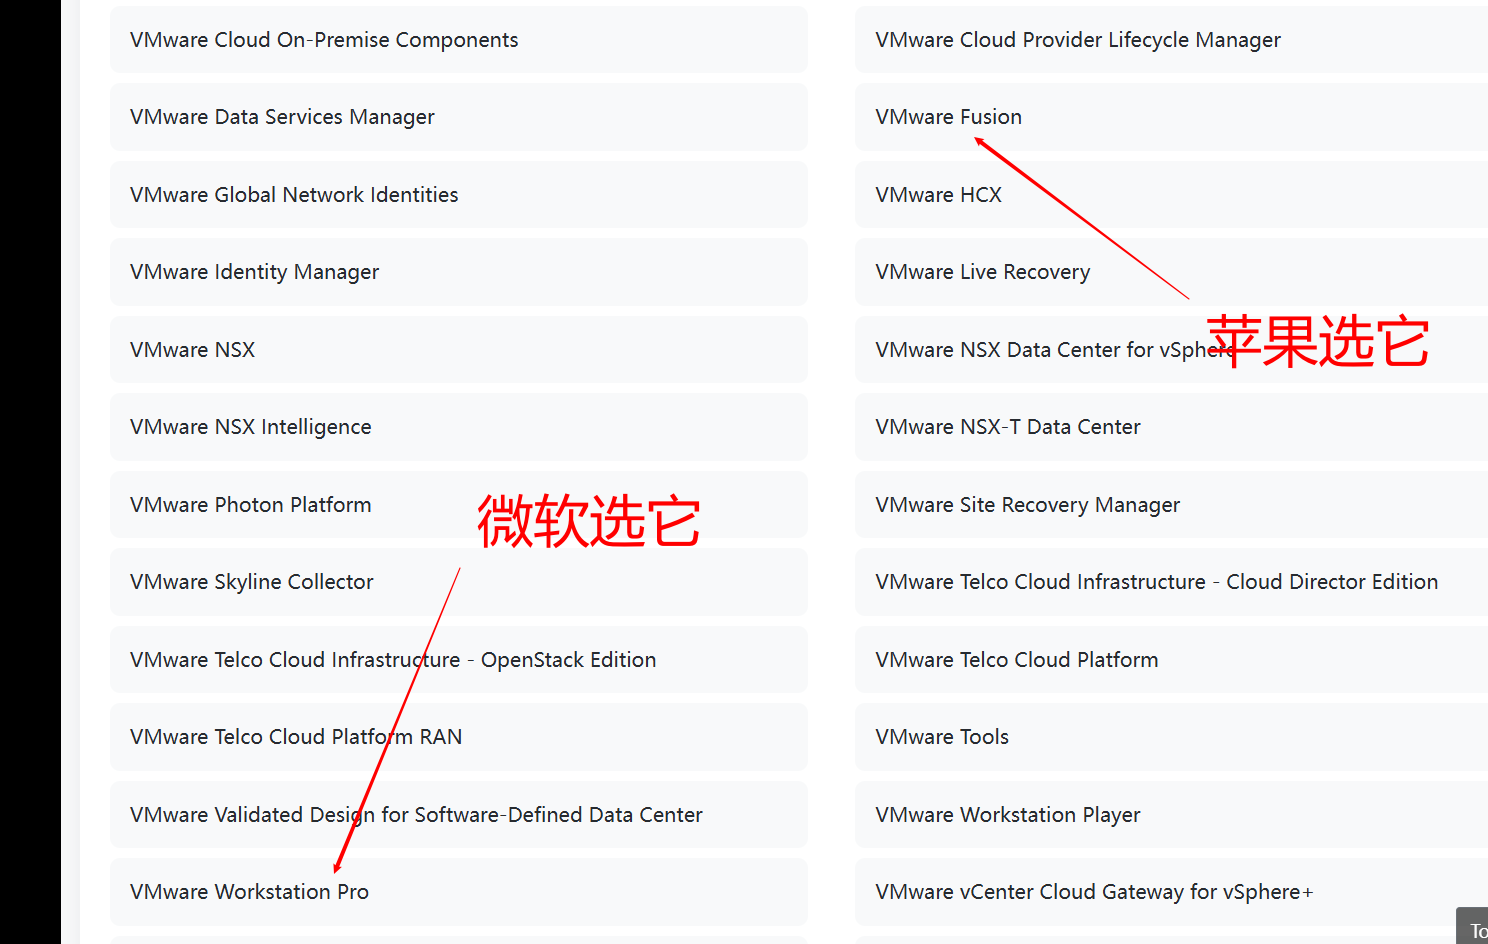 VMware Cloud On-Premise Components
VMware Cloud Provider Lifecycle Manager
VMware Data Services Manager
VMware Fusion
VMware Global Network Identities
VMware HCX
VMware Identity Manager
VMware Live Recovery
VMware NSX
VMware NSX Data Center for vSphere
苹果选它
VMware NSX Intelligence
VMware NSX-T Data Center
VMware Photon Platform
微软选它
VMware Site Recovery Manager
VMware Skyline Collector
VMware Telco Cloud Infrastructure - Cloud Director Edition
VMware Telco Cloud Infrastructure - OpenStack Edition
VMware Telco Cloud Platform
VMware Telco Cloud Platform RAN
VMware Tools
VMware Validated Design for Software-Defined Data Center
VMware Workstation Player
VMware Workstation Pro
VMware vCenter Cloud Gateway for vSphere+